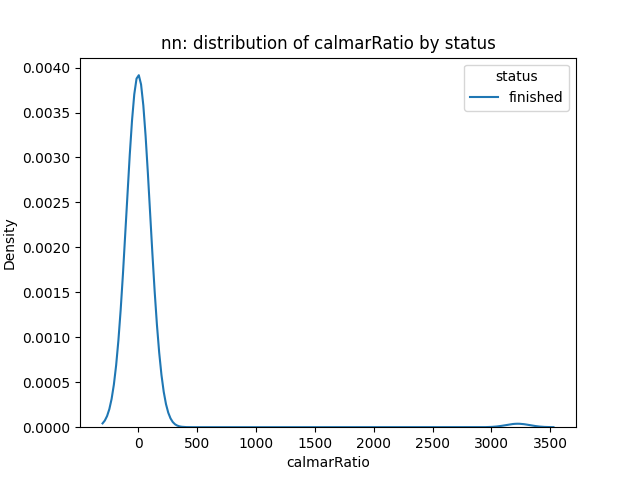 nn: distribution of calmarRatio by status
status
finished
0.0040
0.0035
0.0030
0.0025
0.0020
0.0015
0.0010
0.0005
0.0000
Density
0 500 1000 1500 2000 2500 3000 3500
calmarRatio